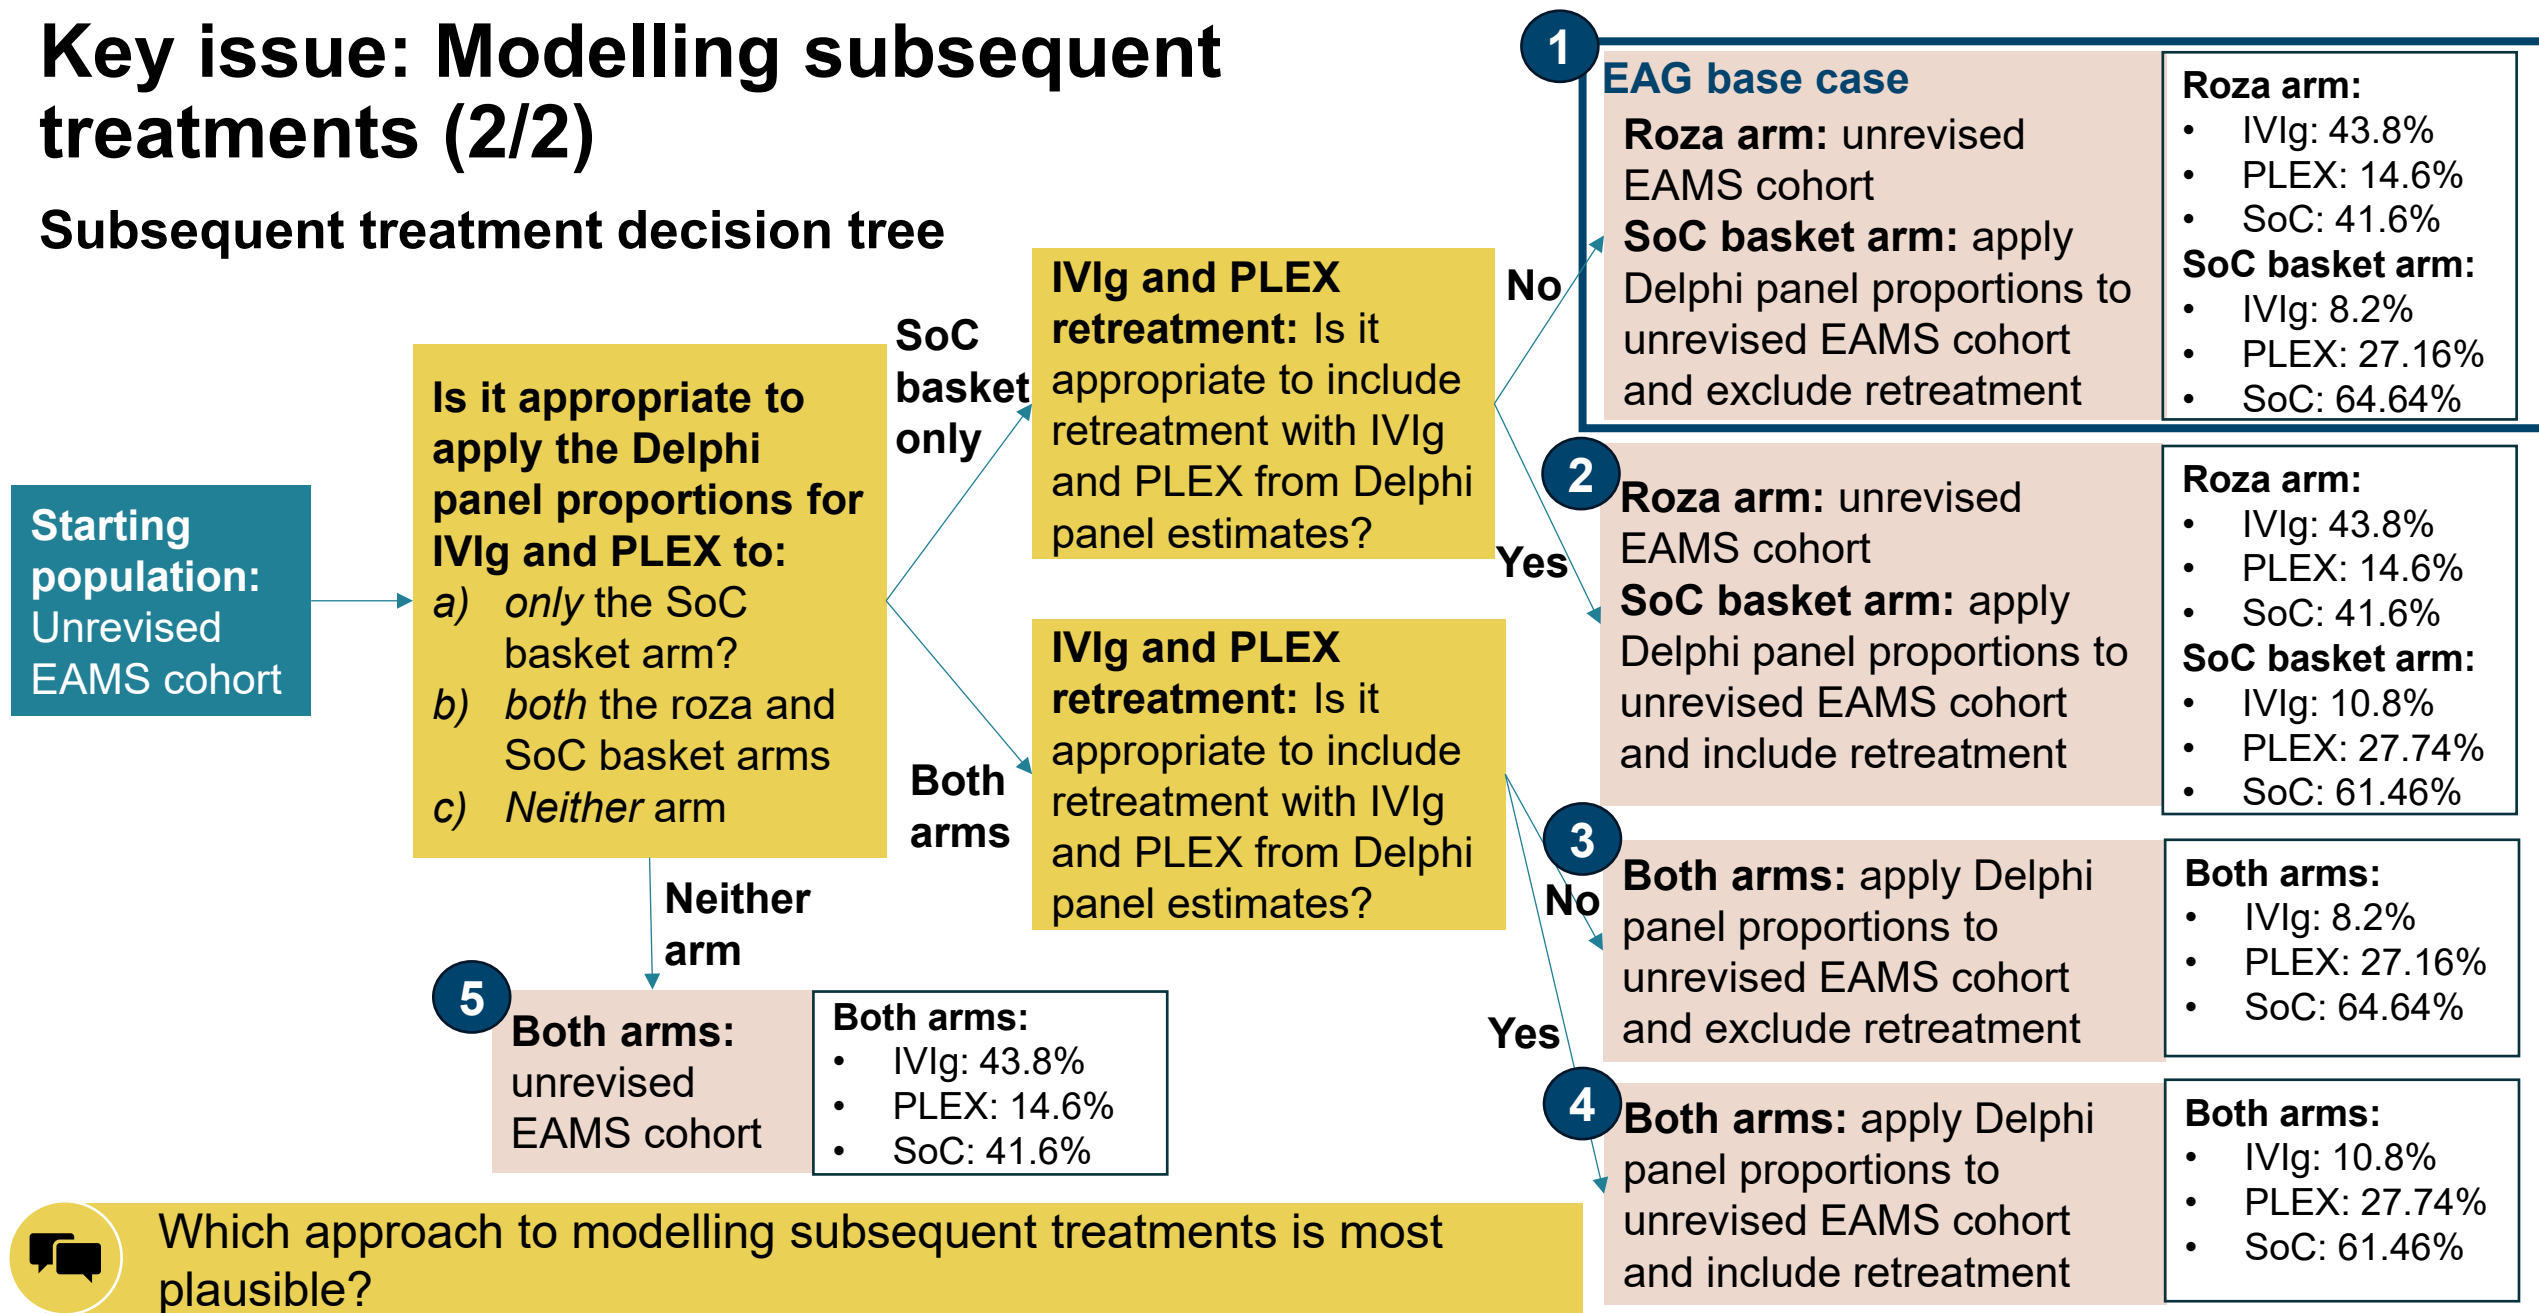 Key issue: Modelling subsequent
treatments (2/2)
Subsequent treatment decision tree
Starting
population:
Unrevised
EAMS cohort
Is it appropriate to
apply the Delphi
panel proportions for
IVIg and PLEX to:
a) only the SoC
basket arm?
b) both the roza and
SoC basket arms
c) Neither arm
SoC
basket
only
Both
arms
Neither
arm
IVIg and PLEX
retreatment: Is it
appropriate to include
retreatment with IVIg
and PLEX from Delphi
panel estimates?
No
Yes
IVIg and PLEX
retreatment: Is it
appropriate to include
retreatment with IVIg
and PLEX from Delphi
panel estimates?
No
Yes
1
EAG base case
Roza arm: unrevised
EAMS cohort
SoC basket arm: apply
Delphi panel proportions to
unrevised EAMS cohort
and exclude retreatment
Roza arm:
• IVIg: 43.8%
• PLEX: 14.6%
• SoC: 41.6%
SoC basket arm:
• IVIg: 8.2%
• PLEX: 27.16%
• SoC: 64.64%
2
Roza arm: unrevised
EAMS cohort
SoC basket arm: apply
Delphi panel proportions to
unrevised EAMS cohort
and include retreatment
Roza arm:
• IVIg: 43.8%
• PLEX: 14.6%
• SoC: 41.6%
SoC basket arm:
• IVIg: 10.8%
• PLEX: 27.74%
• SoC: 61.46%
3
Both arms: apply Delphi
panel proportions to
unrevised EAMS cohort
and exclude retreatment
Both arms:
• IVIg: 8.2%
• PLEX: 27.16%
• SoC: 64.64%
4
Both arms: apply Delphi
panel proportions to
unrevised EAMS cohort
and include retreatment
Both arms:
• IVIg: 10.8%
• PLEX: 27.74%
• SoC: 61.46%
5
Both arms:
unrevised
EAMS cohort
Both arms:
• IVIg: 43.8%
• PLEX: 14.6%
• SoC: 41.6%
Which approach to modelling subsequent treatments is most
plausible?